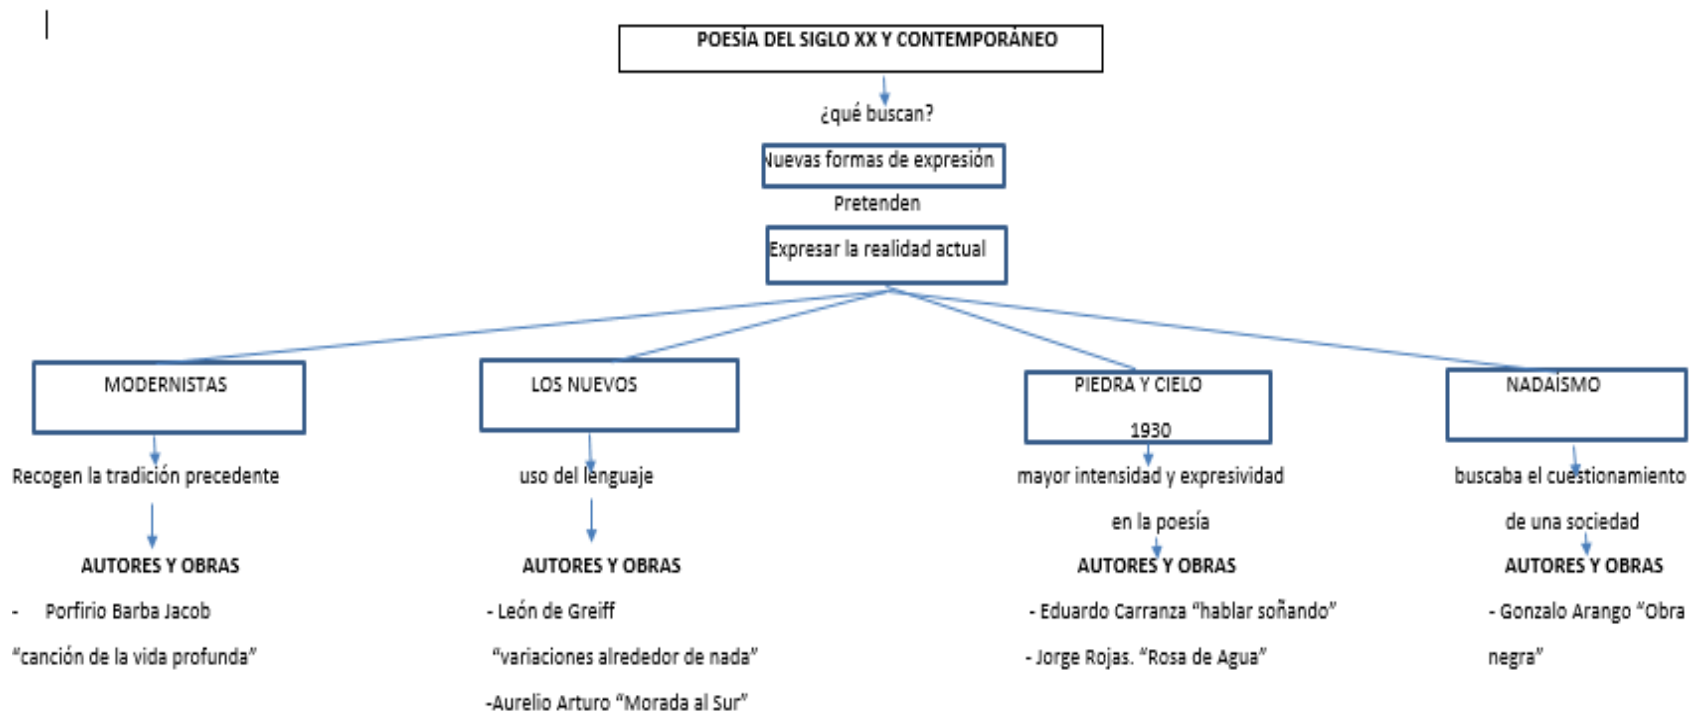 POESÍA DEL SIGLO XX Y CONTEMPORÁNEO
¿qué buscan?
Nuevas formas de expresión
Pretenden
Expresar la realidad actual
MODERNISTAS
Recogen la tradición precedente
AUTORES Y OBRAS
- Porfirio Barba Jacob
“canción de la vida profunda”
LOS NUEVOS
uso del lenguaje
AUTORES Y OBRAS
- León de Greiff
“variaciones alrededor de nada”
-Aurelio Arturo “Morada al Sur”
PIEDRA Y CIELO
1930
mayor intensidad y expresividad
en la poesía
AUTORES Y OBRAS
- Eduardo Carranza “hablar soñando”
- Jorge Rojas. “Rosa de Agua”
NADAÍSMO
buscaba el cuestionamiento
de una sociedad
AUTORES Y OBRAS
- Gonzalo Arango “Obra
negra”